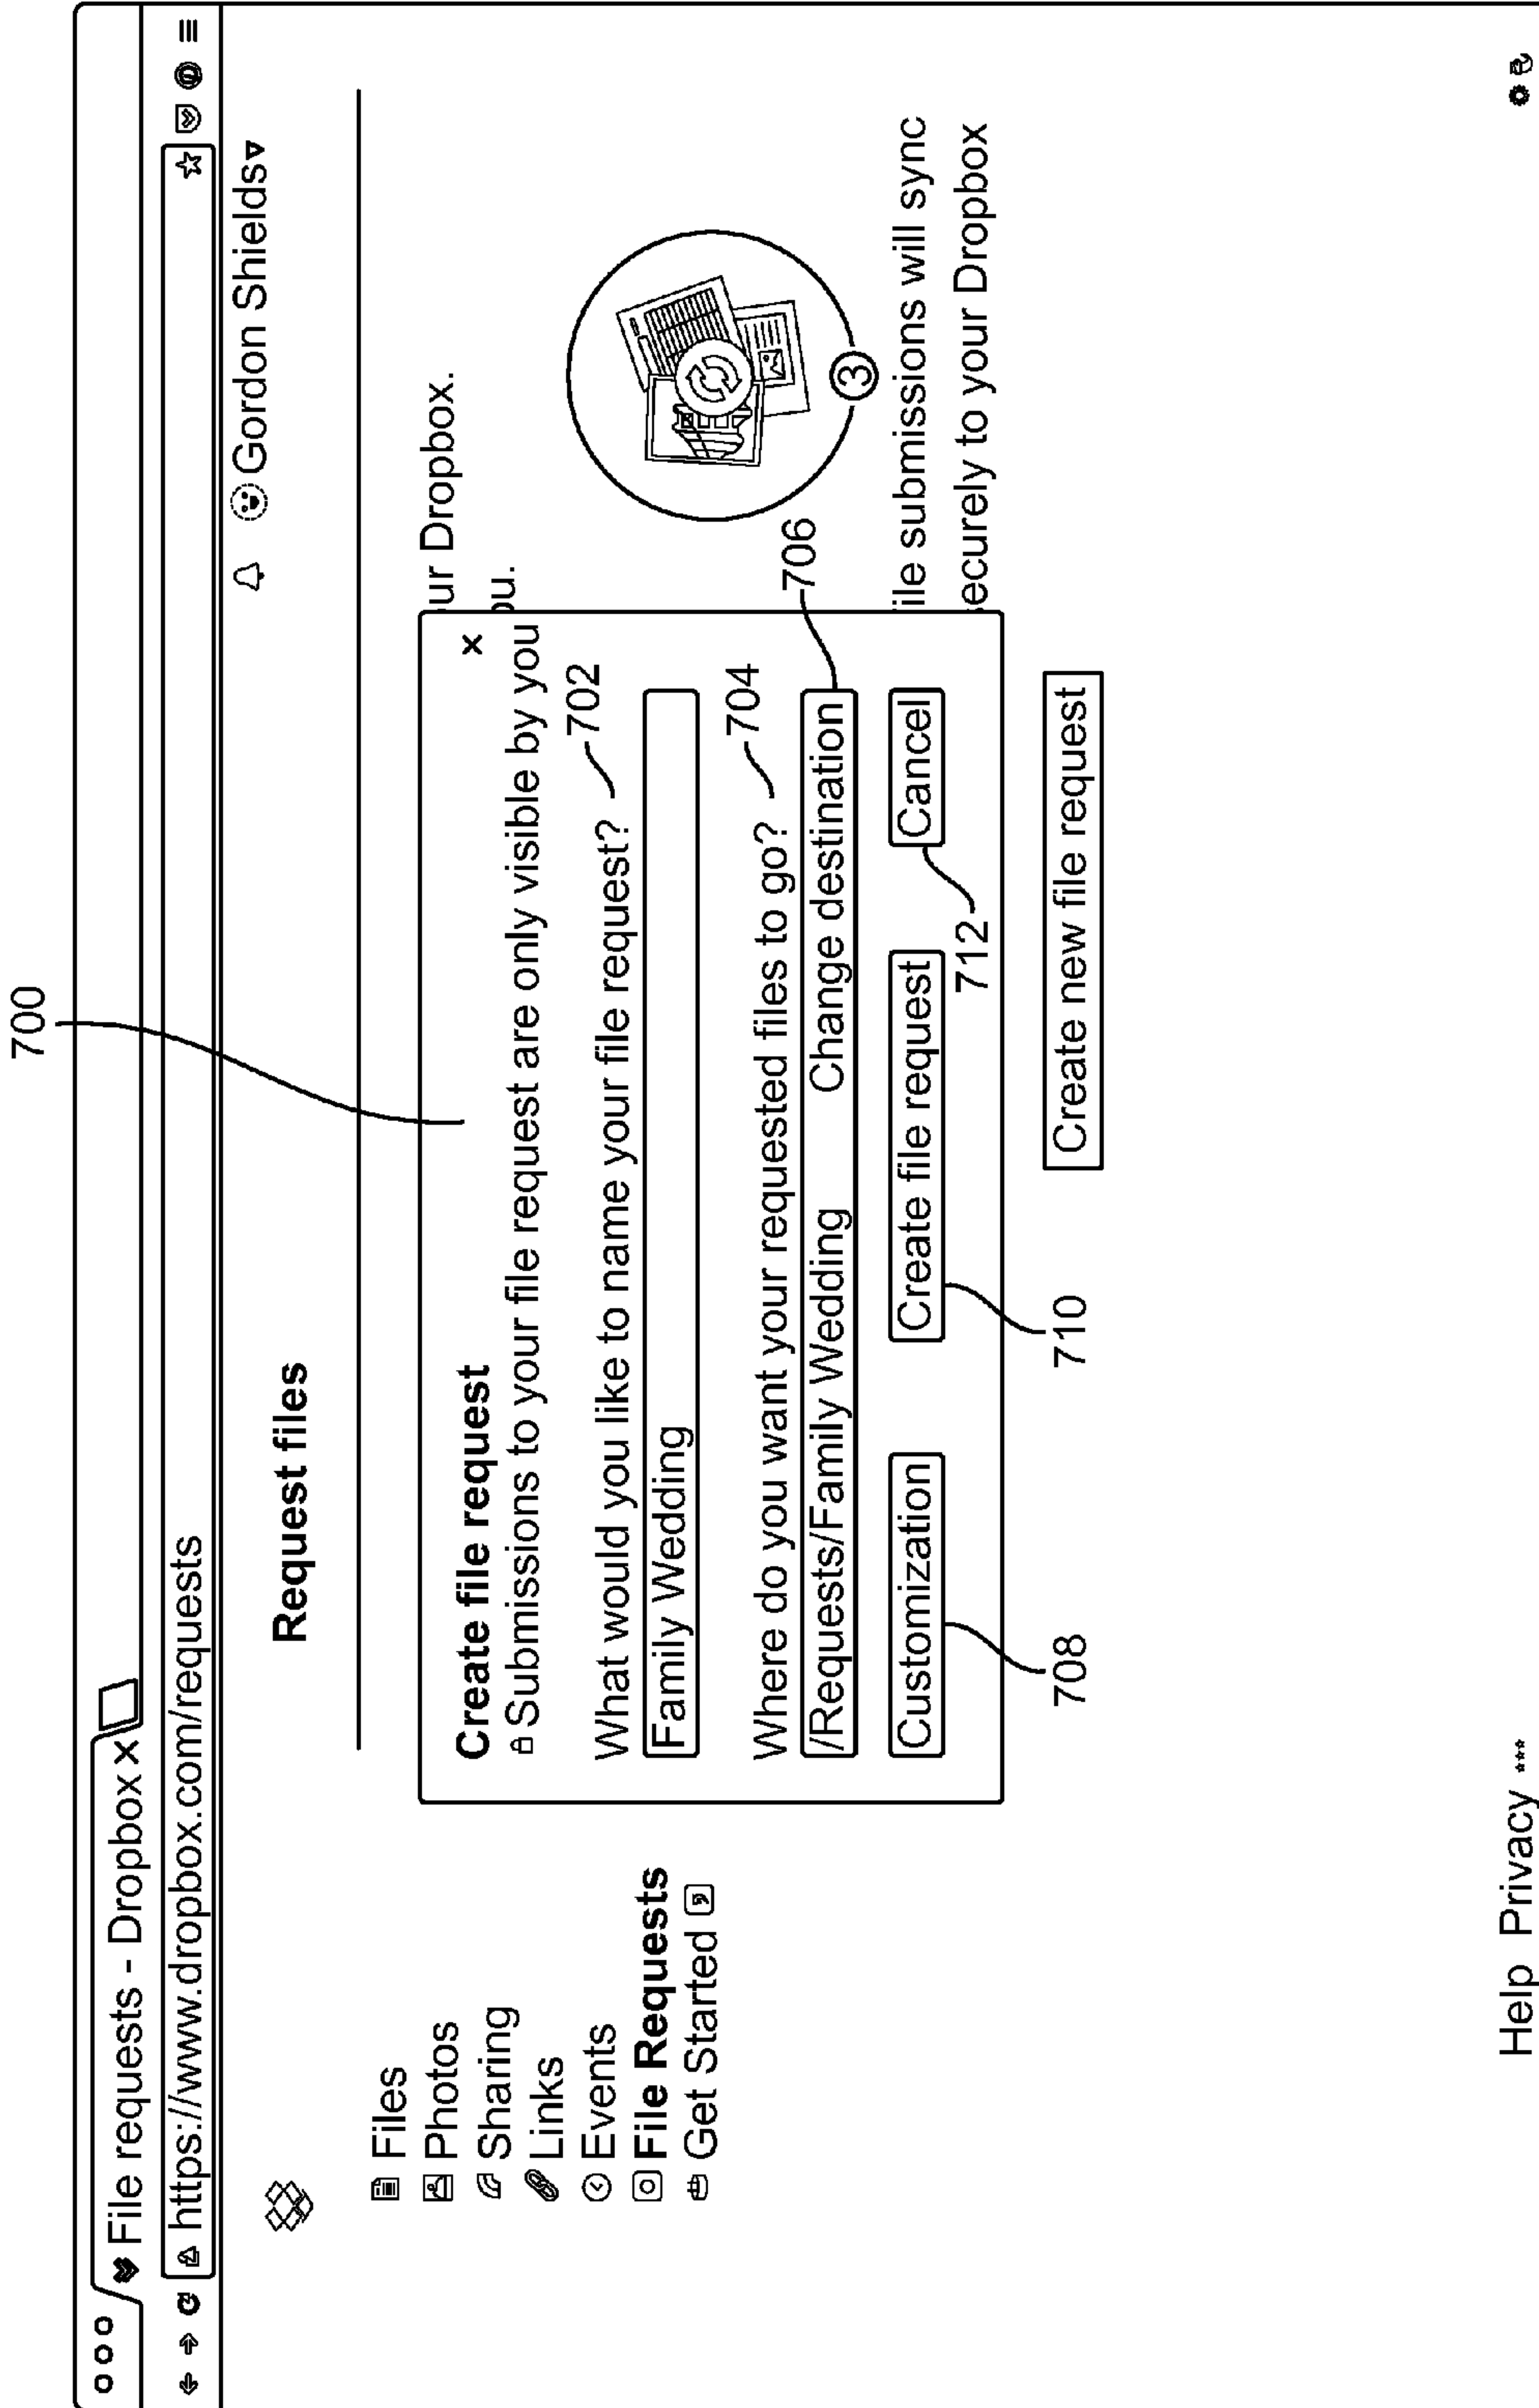 700
File requests - Dropbox X
https://www.dropbox.com/requests
Gordon Shields
Request files
Files
Photos
Sharing
Links
Events
File Requests
Get Started
ur Dropbox.
ou.
Create file request x
Submissions to your file request are only visible by you
What would you like to name your file request? 702
Family Wedding
Where do you want your requested files to go? 704
/Requests/Family Wedding Change destination
706
Customization Create file request Cancel
708
710
712
3
ile submissions will sync
ecurely to your Dropbox
Create new file request
Help Privacy ***